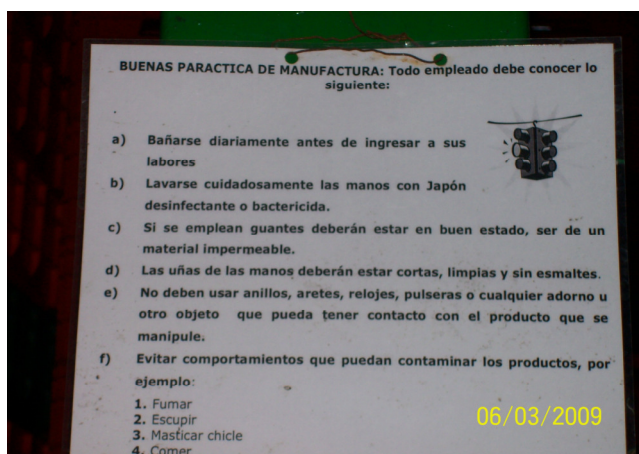 BUENAS PARACTICA DE MANUFACTURA: Todo empleado debe conocer lo
siguiente:
a) Bañarse diariamente antes de ingresar a sus
labores
b) Lavarse cuidadosamente las manos con Japón
desinfectante o bactericida.
c) Si se emplean guantes deberán estar en buen estado, ser de un
material impermeable.
d) Las uñas de las manos deberán estar cortas, limpias y sin esmaltes.
e) No deben usar anillos, aretes, relojes, pulseras o cualquier adorno u
otro objeto que pueda tener contacto con el producto que se
manipule.
f) Evitar comportamientos que puedan contaminar los productos, por
ejemplo:
1. Fumar
2. Escupir
3. Masticar chicle
4. Comer
06/03/2009